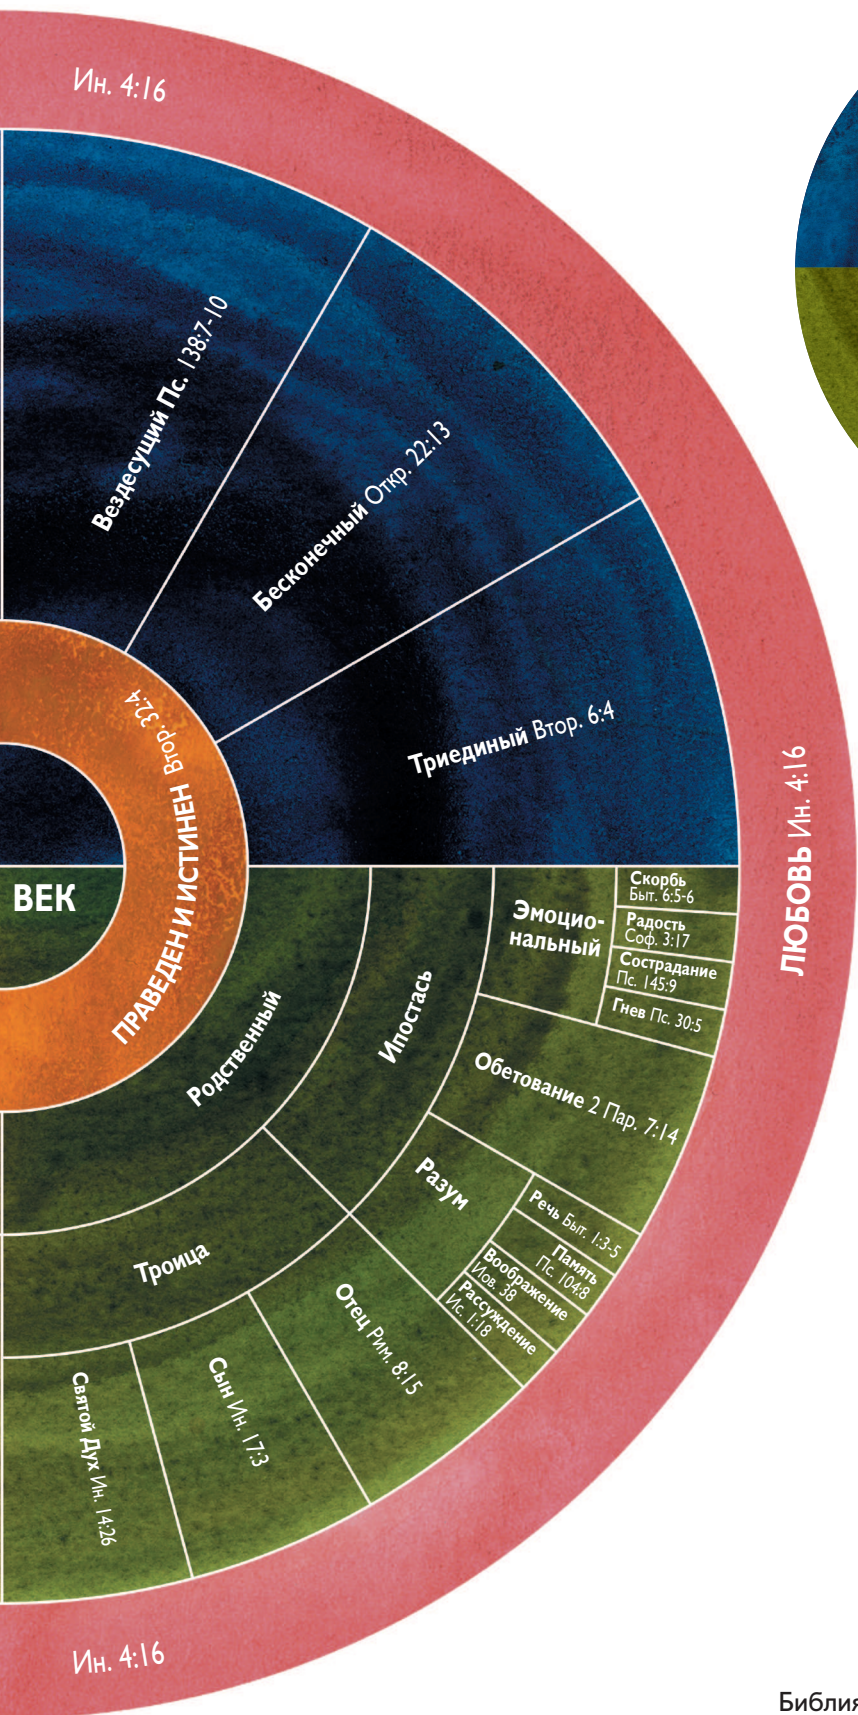 Ин. 4:16
Вездесущий Пс. 138:7-10
Бесконечный Откр. 22:13
Триединый Втор. 6:4
ПРАВЕДЕН И ИСТИНЕН Втор. 32:4
ВЕК
ЛЮБОВЬ Ин. 4:16
Родственный
Ипостась
Эмоцио-
нальный
Скорбь
Быт. 6:5-6
Радость
Соф. 3:17
Сострадание
Пс. 145:9
Гнев Пс. 30:5
Обетование 2 Пар. 7:14
Разум
Речь Быт. 1:3-5
Память
Пс. 104:8
Воображение
Иов. 38
Рассуждение
Ис. 1:18
Троица
Отец Рим. 8:15
Сын Ин. 17:3
Святой Дух Ин. 14:26
Ин. 4:16
Библия